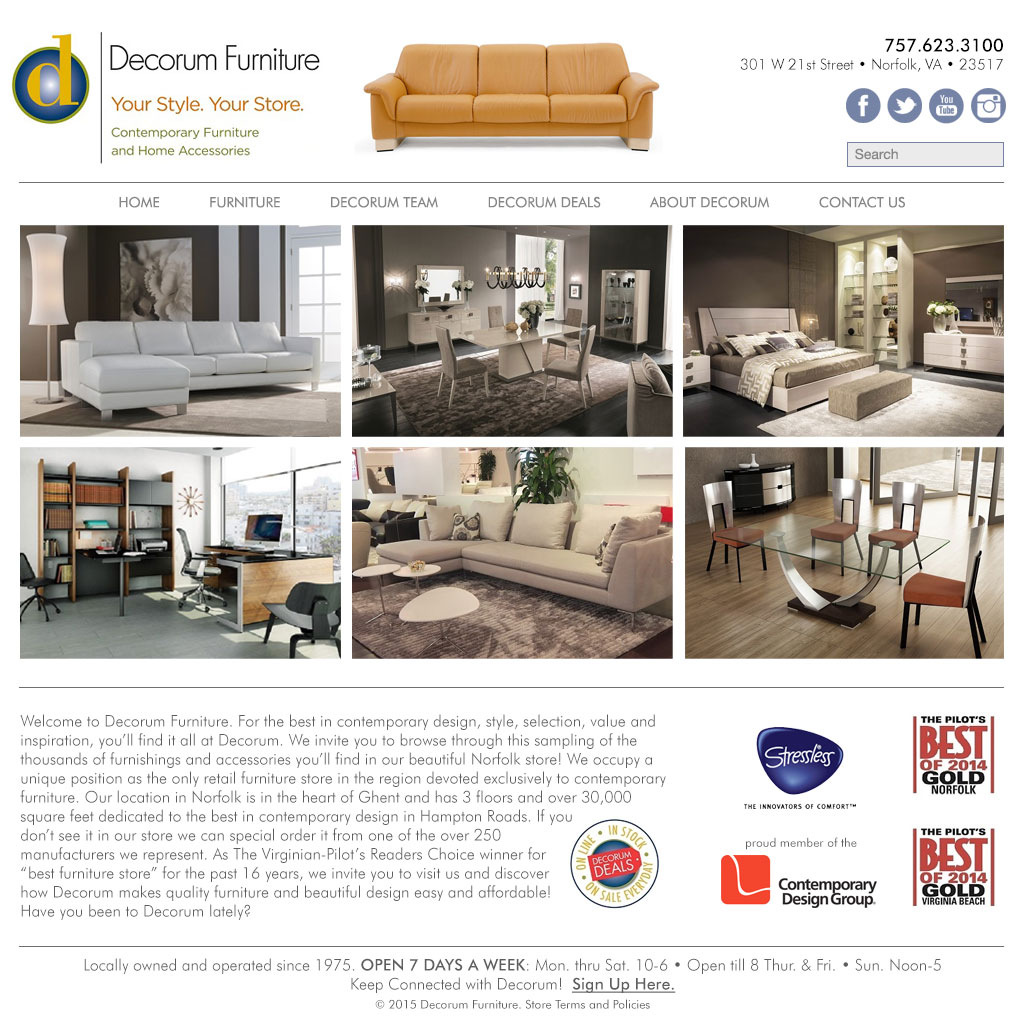 d
Decorum Furniture
Your Style. Your Store.
Contemporary Furniture
and Home Accessories
757.623.3100
301 W 21st Street • Norfolk, VA • 23517
f
You
Tube
Search
HOME FURNITURE DECORUM TEAM DECORUM DEALS ABOUT DECORUM CONTACT US
Welcome to Decorum Furniture. For the best in contemporary design, style, selection, value and
inspiration, you’ll find it all at Decorum. We invite you to browse through this sampling of the
thousands of furnishings and accessories you’ll find in our beautiful Norfolk store! We occupy a
unique position as the only retail furniture store in the region devoted exclusively to contemporary
furniture. Our location in Norfolk is in the heart of Ghent and has 3 floors and over 30,000
square feet dedicated to the best in contemporary design in Hampton Roads. If you
don’t see it in our store we can special order it from one of the over 250
manufacturers we represent. As The Virginian-Pilot’s Readers Choice winner for
“best furniture store” for the past 16 years, we invite you to visit us and discover
how Decorum makes quality furniture and beautiful design easy and affordable!
Have you been to Decorum lately?
ON LINE • IN STOCK
DECORUM
DEALS
• ON SALE EVERYDAY
Stressless
THE INNOVATORS OF COMFORT™
proud member of the
Contemporary
Design Group.
THE PILOT'S
BEST
OF 2014
GOLD
NORFOLK
THE PILOT'S
BEST
OF 2014
GOLD
VIRGINIA BEACH
Locally owned and operated since 1975. OPEN 7 DAYS A WEEK: Mon. thru Sat. 10-6 • Open till 8 Thur. & Fri. • Sun. Noon-5
Keep Connected with Decorum! Sign Up Here.
© 2015 Decorum Furniture. Store Terms and Policies